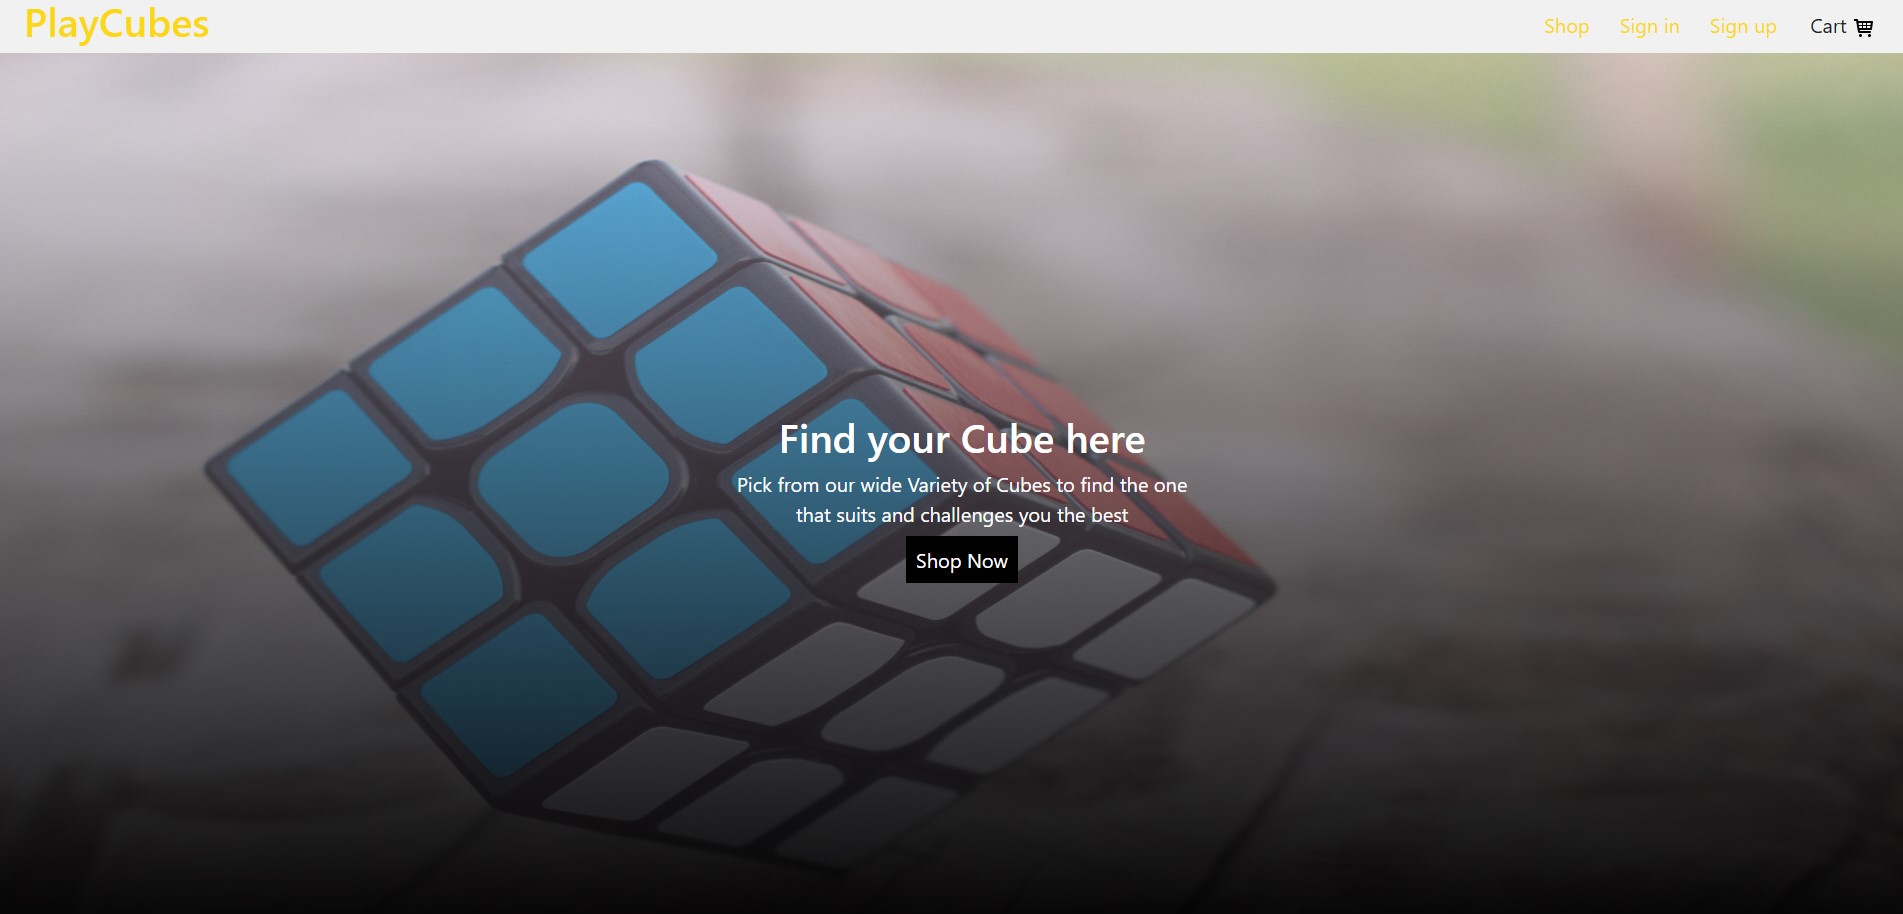 PlayCubes
Shop Sign in Sign up Cart
Find your Cube here
Pick from our wide Variety of Cubes to find the one
that suits and challenges you the best
Shop Now